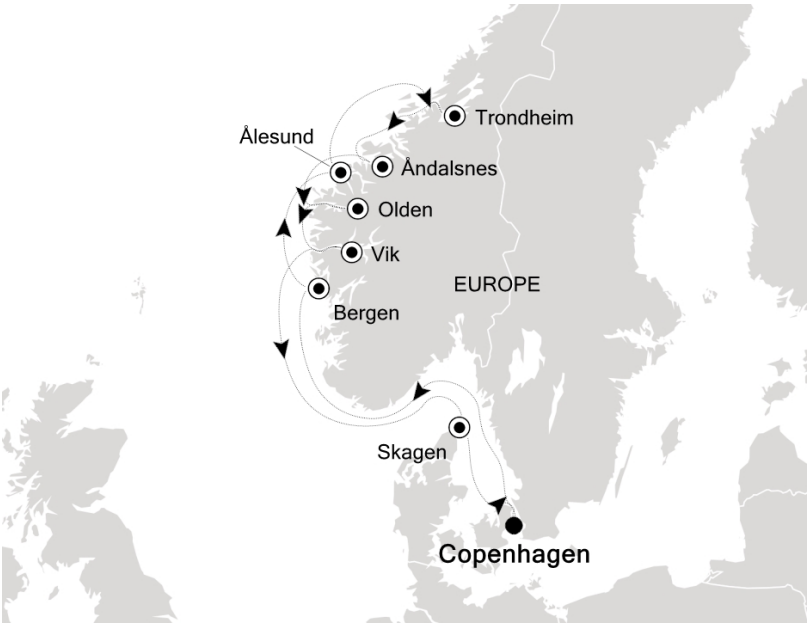 Trondheim
Ålesund
Åndalsnes
Olden
Vik
EUROPE
Bergen
Skagen
Copenhagen